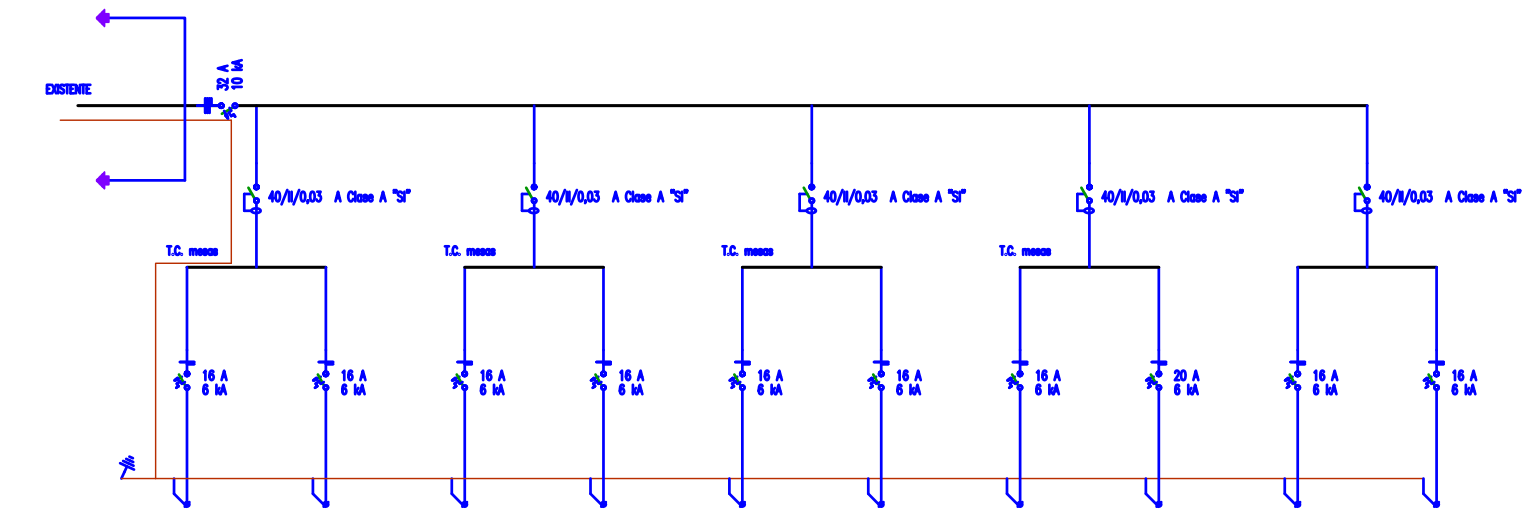 32 A
10 kA
EXISTENTE
40/II/0,03 A Clase A "SI"
40/II/0,03 A Clase A "SI"
40/II/0,03 A Clase A "SI"
40/II/0,03 A Clase A "SI"
40/II/0,03 A Clase A "SI"
T.C. mesas
T.C. mesas
T.C. mesas
T.C. mesas
16 A
6 kA
16 A
6 kA
16 A
6 kA
16 A
6 kA
16 A
6 kA
16 A
6 kA
16 A
6 kA
20 A
6 kA
16 A
6 kA
16 A
6 kA